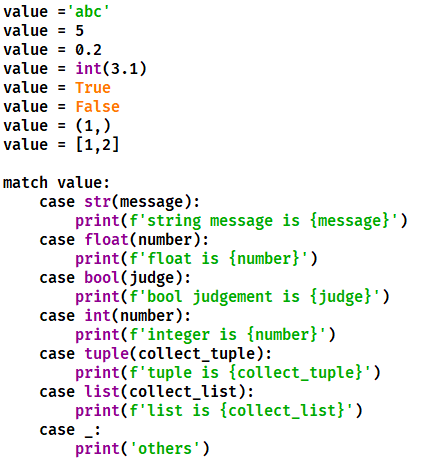 value ='abc'
value = 5
value = 0.2
value = int(3.1)
value = True
value = False
value = (1,)
value = [1,2]

match value:
    case str(message):
        print(f'string message is {message}')
    case float(number):
        print(f'float is {number}')
    case bool(judge):
        print(f'bool judgement is {judge}')
    case int(number):
        print(f'integer is {number}')
    case tuple(collect_tuple):
        print(f'tuple is {collect_tuple}')
    case list(collect_list):
        print(f'list is {collect_list}')
    case _:
        print('others')